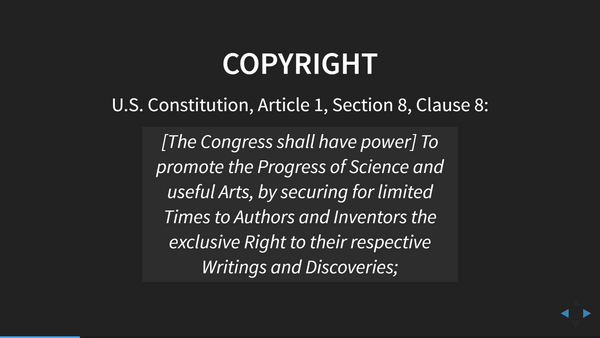 COPYRIGHT
U.S. Constitution, Article 1, Section 8, Clause 8:
[The Congress shall have power] To
promote the Progress of Science and
useful Arts, by securing for limited
Times to Authors and Inventors the
exclusive Right to their respective
Writings and Discoveries;